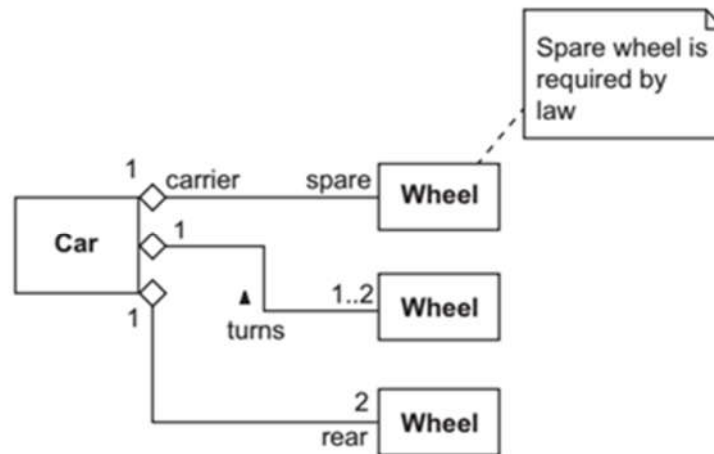 Spare wheel is
required by
law
1
carrier
spare
Wheel
Car
1
1..2
Wheel
turns
1
2
rear
Wheel